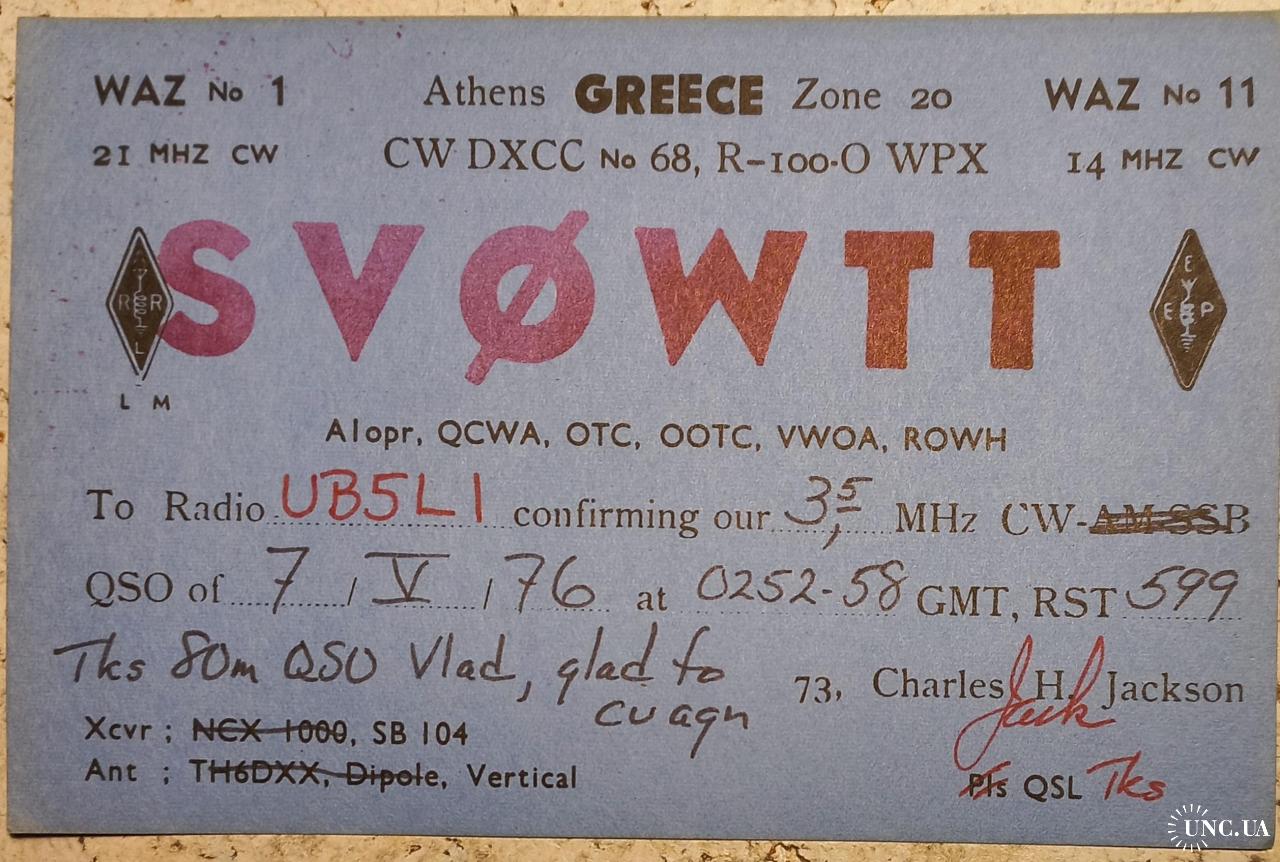 WAZ No 1 Athens GREECE Zone 20 WAZ No 11
21 MHZ CW CW DXCC No 68, R-100-O WPX 14 MHZ CW
SVØWTT
A R R L
E E P
L M
A1opr, QCWA, OTC, OOTC, VWOA, ROWH
To Radio UB5LI confirming our 3,5 MHz CW-AM-SSB
QSO of 7 / V / 76 at 0252-58 GMT, RST 599
Tks 80m QSO Vlad, glad to
cu agn
73, Charles H. Jackson
Jack
Xcvr ; NCX 1000, SB 104
Ant ; TH6DXX, Dipole, Vertical
Pls QSL Tks
UNC.UA